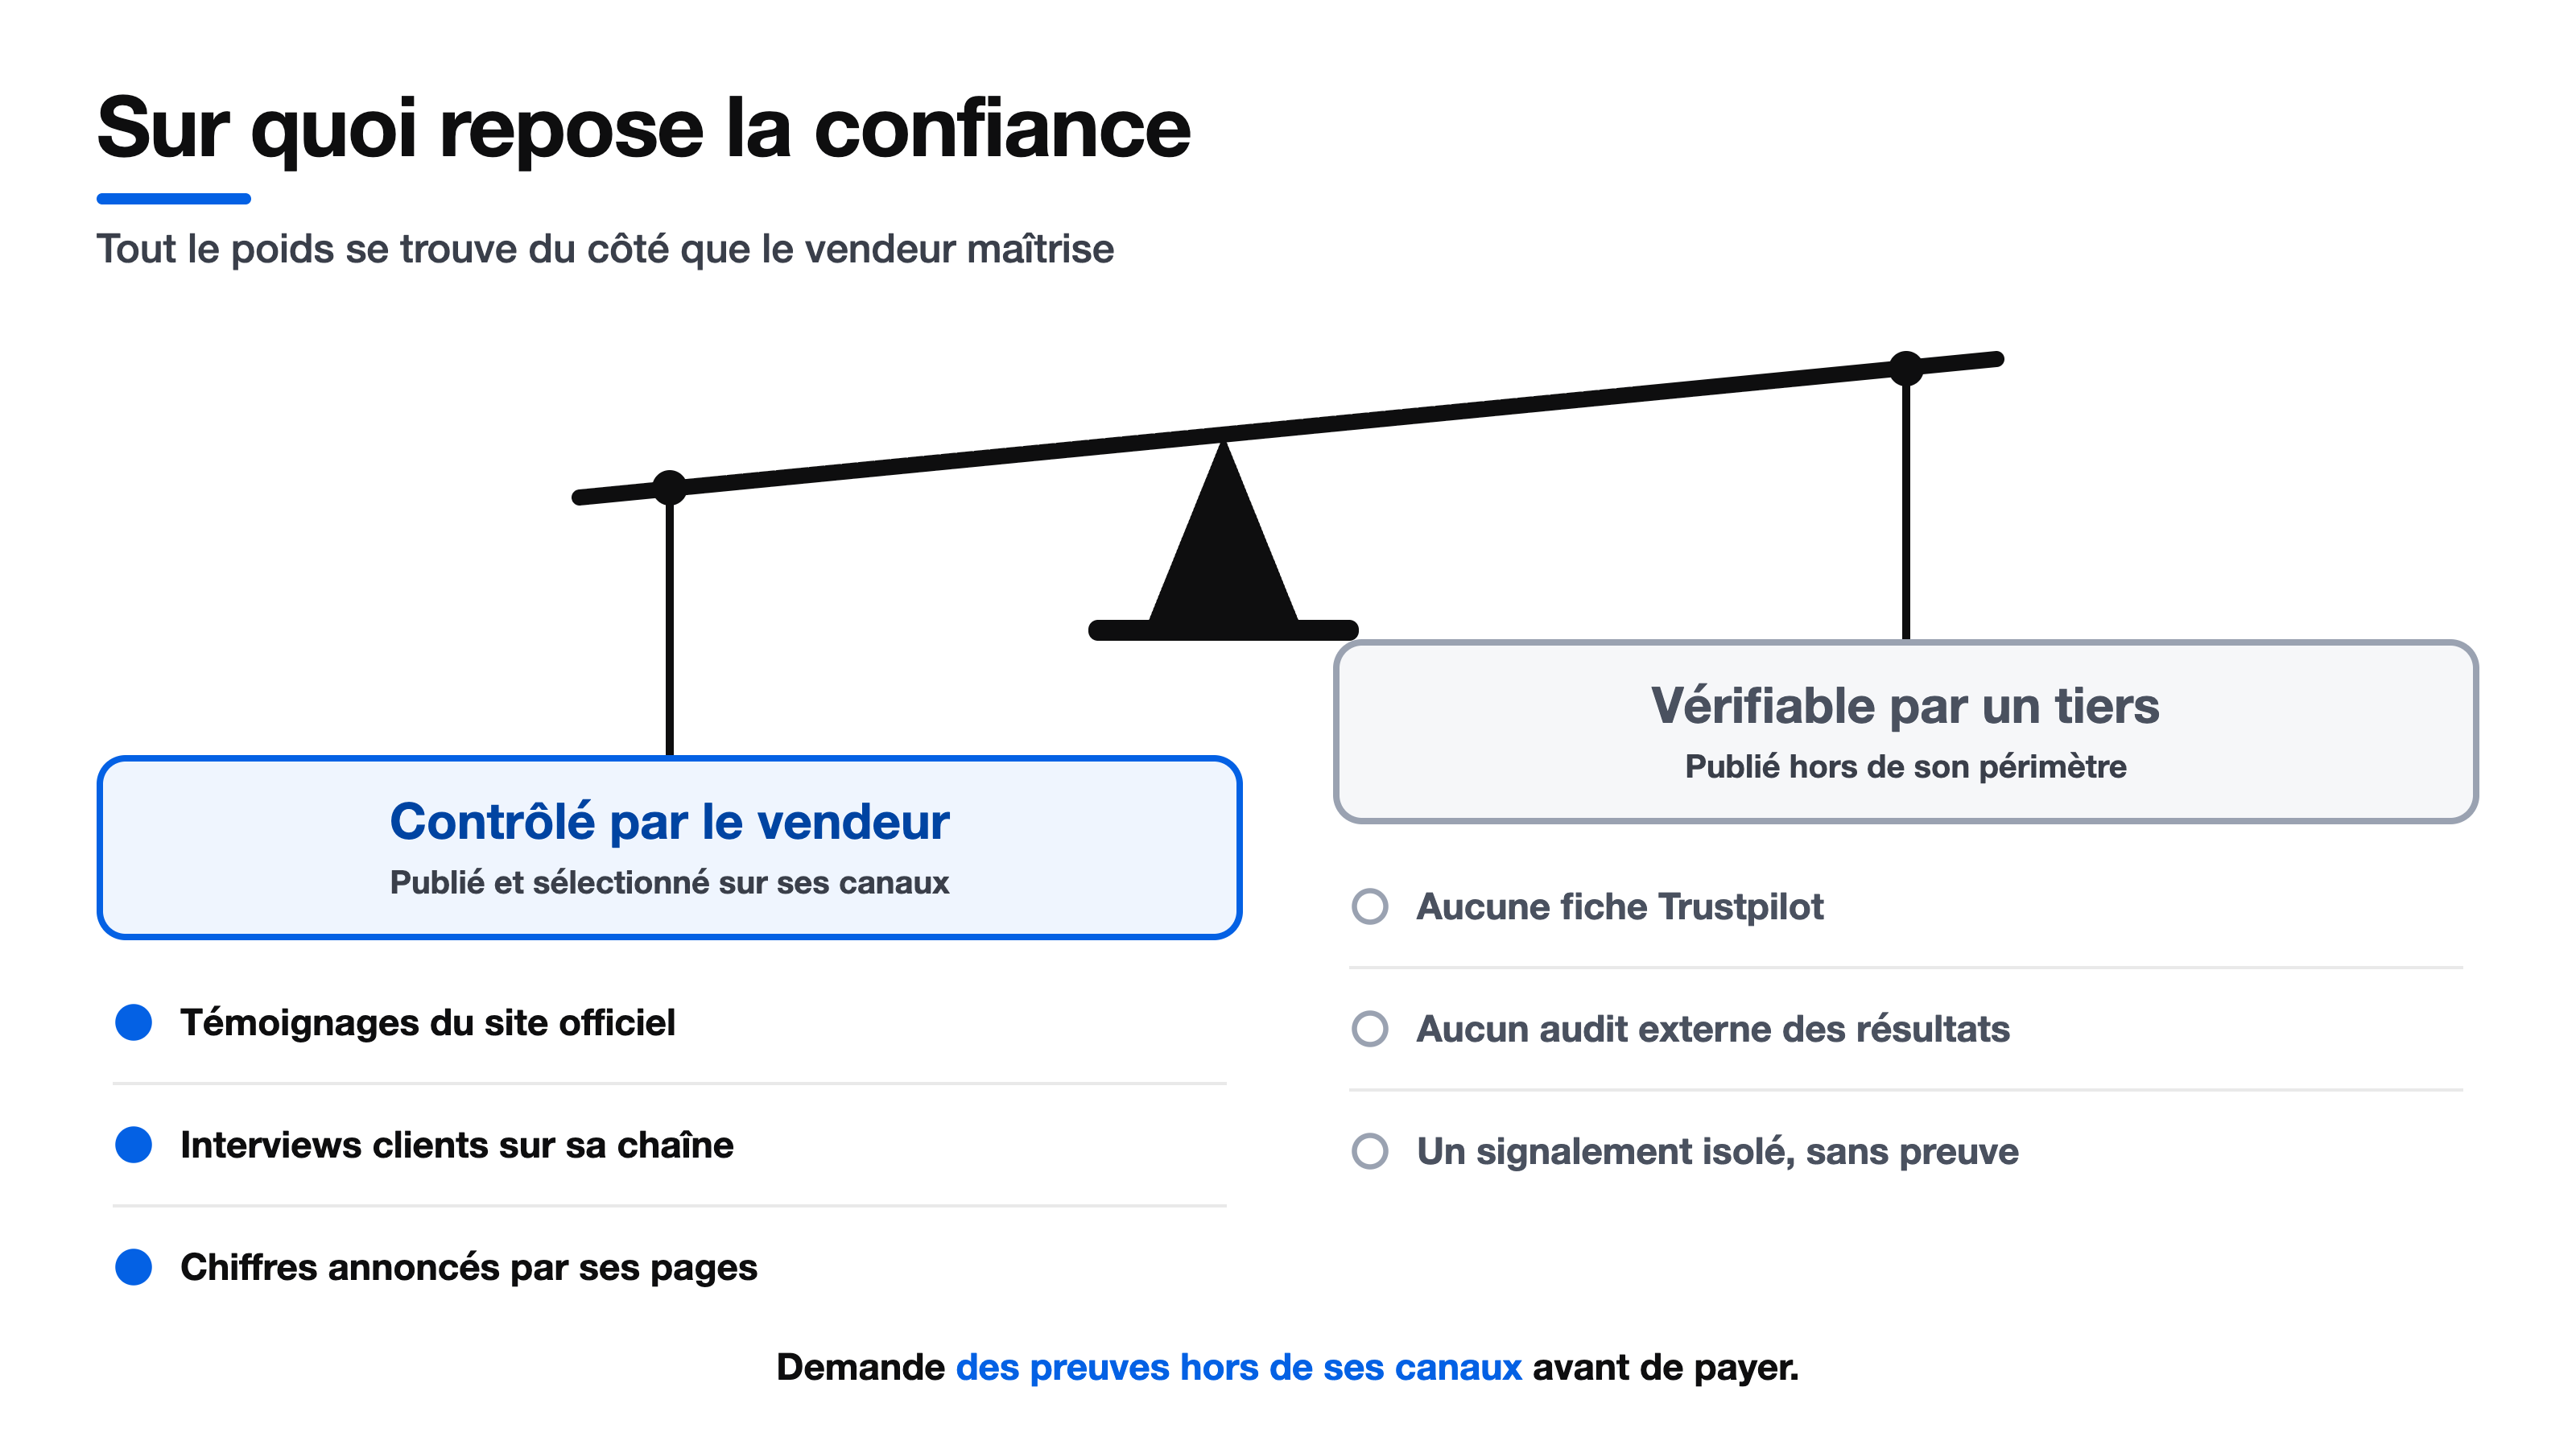 Sur quoi repose la confiance
Tout le poids se trouve du côté que le vendeur maîtrise
Contrôlé par le vendeur
Publié et sélectionné sur ses canaux
Témoignages du site officiel
Interviews clients sur sa chaîne
Chiffres annoncés par ses pages
Vérifiable par un tiers
Publié hors de son périmètre
Aucune fiche Trustpilot
Aucun audit externe des résultats
Un signalement isolé, sans preuve
Demande des preuves hors de ses canaux avant de payer.